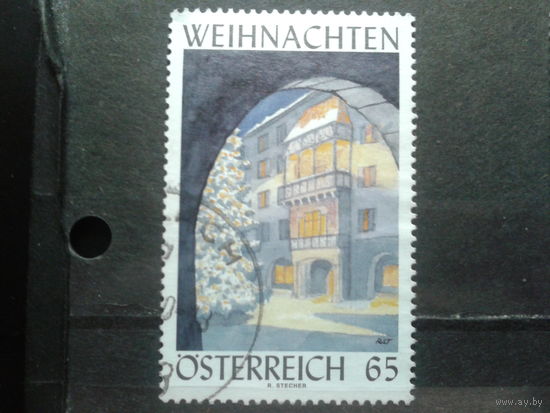 WEIHNACHTEN
ÖSTERREICH 65
R. STECHER
www.ay.by